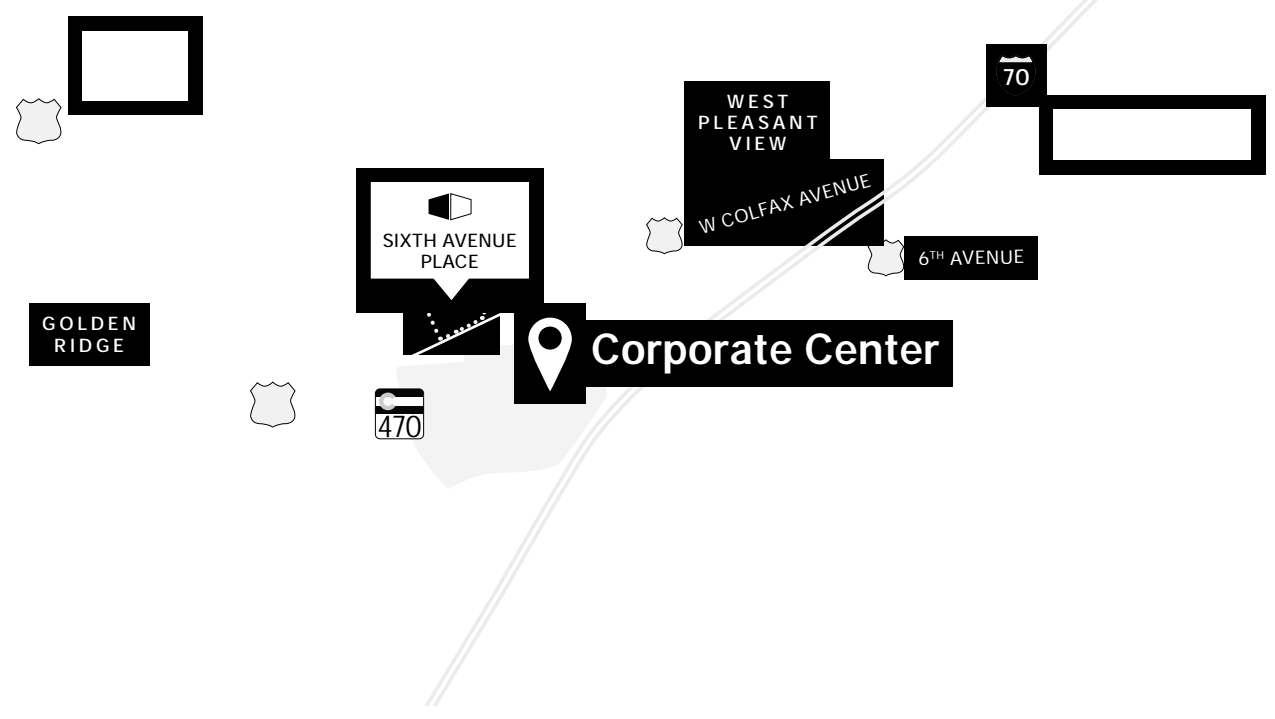 70
WEST
PLEASANT
VIEW
W COLFAX AVENUE
SIXTH AVENUE
PLACE
6TH AVENUE
GOLDEN
RIDGE
Corporate Center
470